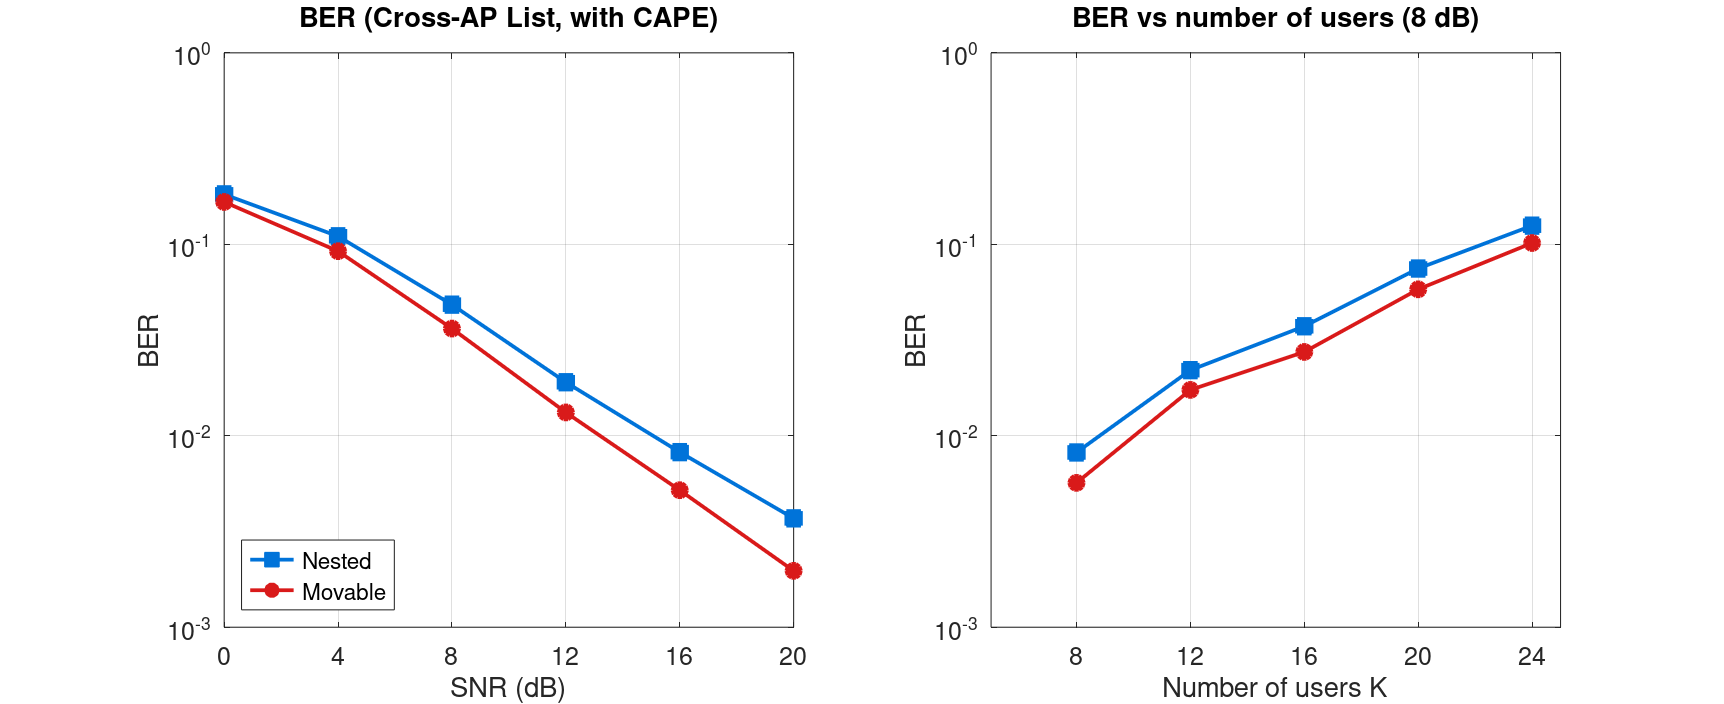 BER (Cross-AP List, with CAPE)
10^0
10^-1
10^-2
10^-3
BER
Nested
Movable
0 4 8 12 16 20
SNR (dB)
BER vs number of users (8 dB)
10^0
10^-1
10^-2
10^-3
BER
8 12 16 20 24
Number of users K